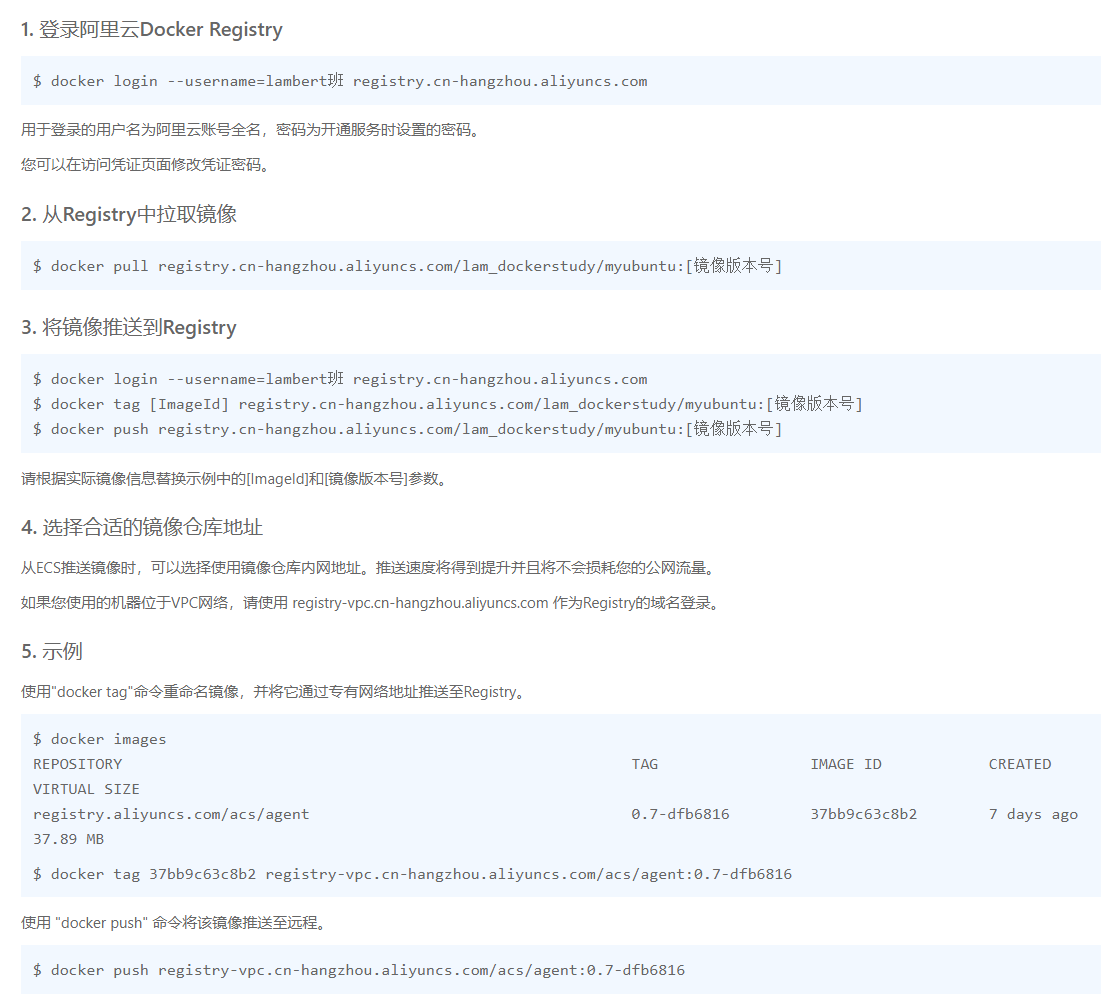 1. 登录阿里云Docker Registry
$ docker login --username=lambert班 registry.cn-hangzhou.aliyuncs.com
用于登录的用户名为阿里云账号全名，密码为开通服务时设置的密码。
您可以在访问凭证页面修改凭证密码。
2. 从Registry中拉取镜像
$ docker pull registry.cn-hangzhou.aliyuncs.com/lam_dockerstudy/myubuntu:[镜像版本号]
3. 将镜像推送到Registry
$ docker login --username=lambert班 registry.cn-hangzhou.aliyuncs.com
$ docker tag [ImageId] registry.cn-hangzhou.aliyuncs.com/lam_dockerstudy/myubuntu:[镜像版本号]
$ docker push registry.cn-hangzhou.aliyuncs.com/lam_dockerstudy/myubuntu:[镜像版本号]
请根据实际镜像信息替换示例中的[ImageId]和[镜像版本号]参数。
4. 选择合适的镜像仓库地址
从ECS推送镜像时，可以选择使用镜像仓库内网地址。推送速度将得到提升并且将不会损耗您的公网流量。
如果您使用的机器位于VPC网络，请使用 registry-vpc.cn-hangzhou.aliyuncs.com 作为Registry的域名登录。
5. 示例
使用"docker tag"命令重命名镜像，并将它通过专有网络地址推送至Registry。
$ docker images
REPOSITORY TAG IMAGE ID CREATED
VIRTUAL SIZE
registry.aliyuncs.com/acs/agent 0.7-dfb6816 37bb9c63c8b2 7 days ago
37.89 MB
$ docker tag 37bb9c63c8b2 registry-vpc.cn-hangzhou.aliyuncs.com/acs/agent:0.7-dfb6816
使用 "docker push" 命令将该镜像推送至远程。
$ docker push registry-vpc.cn-hangzhou.aliyuncs.com/acs/agent:0.7-dfb6816